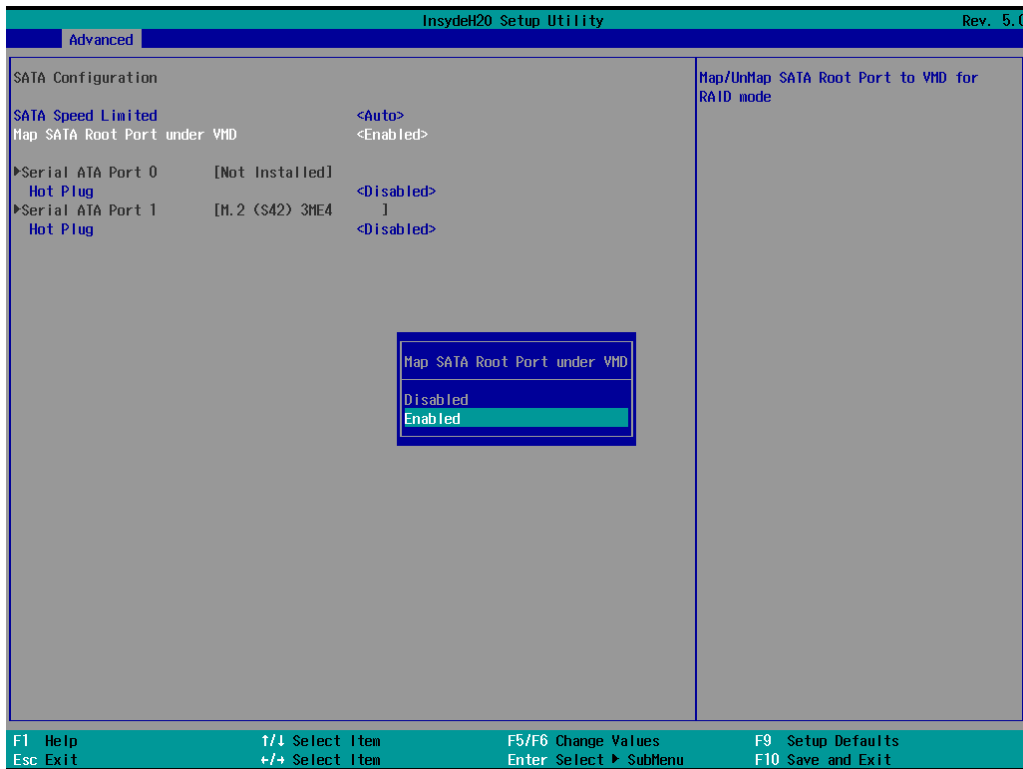 InsydeH2O Setup Utility Rev. 5.0
Advanced
SATA Configuration
SATA Speed Limited <Auto>
Map SATA Root Port under VMD <Enabled>
▶Serial ATA Port 0 [Not Installed]
Hot Plug <Disabled>
▶Serial ATA Port 1 [M.2 (S42) 3ME4 ]
Hot Plug <Disabled>
Map/UnMap SATA Root Port to VMD for
RAID mode
Map SATA Root Port under VMD
Disabled
Enabled
F1 Help ↑/↓ Select Item F5/F6 Change Values F9 Setup Defaults
Esc Exit ←/→ Select Item Enter Select ▶ SubMenu F10 Save and Exit